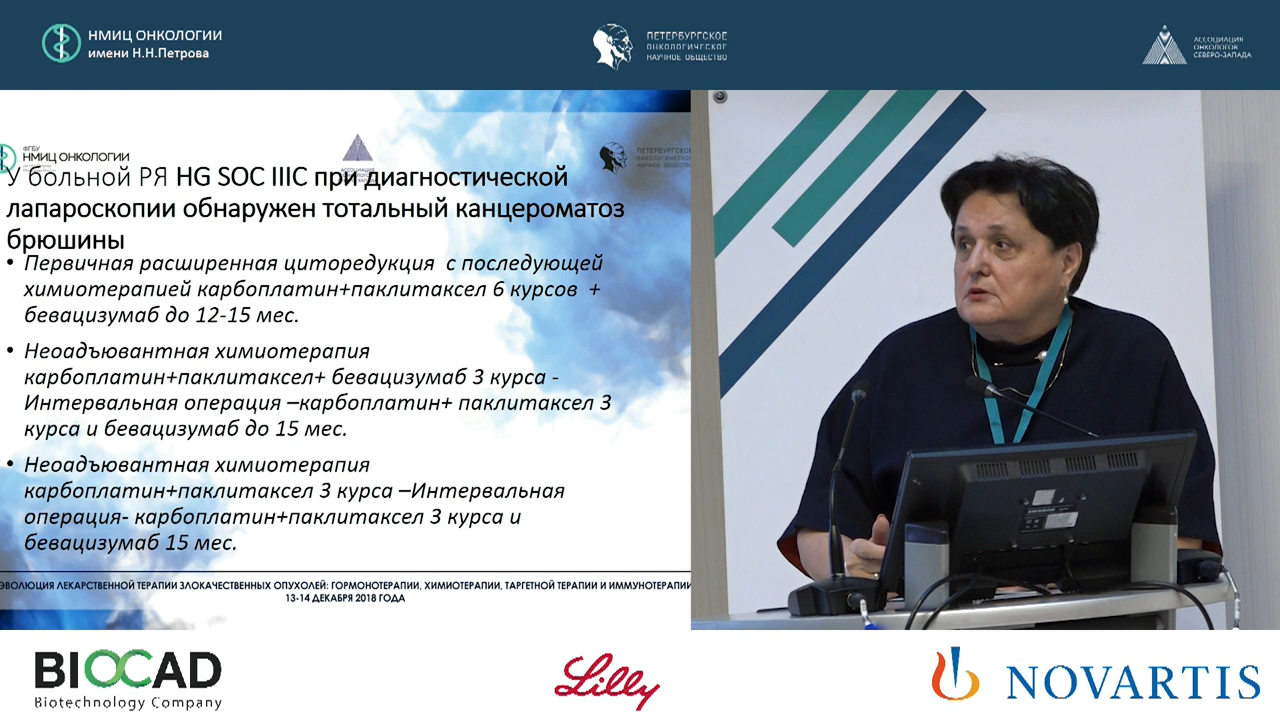 НМИЦ ОНКОЛОГИИ
имени Н.Н.Петрова
ПЕТЕРБУРГСКОЕ
ОНКОЛОГИЧЕСКОЕ
НАУЧНОЕ ОБЩЕСТВО
АССОЦИАЦИЯ
ОНКОЛОГОВ
СЕВЕРО-ЗАПАДА
ФГБУ
НМИЦ ОНКОЛОГИИ
ПЕТЕРБУРГСКОЕ
У больной РЯ HG SOC IIIC при диагностической
лапароскопии обнаружен тотальный канцероматоз
брюшины
• Первичная расширенная циторедукция с последующей
химиотерапией карбоплатин+паклитаксел 6 курсов +
бевацизумаб до 12-15 мес.
• Неоадъювантная химиотерапия
карбоплатин+паклитаксел+ бевацизумаб 3 курса -
Интервальная операция –карбоплатин+ паклитаксел 3
курса и бевацизумаб до 15 мес.
• Неоадъювантная химиотерапия
карбоплатин+паклитаксел 3 курса –Интервальная
операция- карбоплатин+паклитаксел 3 курса и
бевацизумаб 15 мес.
ЭВОЛЮЦИЯ ЛЕКАРСТВЕННОЙ ТЕРАПИИ ЗЛОКАЧЕСТВЕННЫХ ОПУХОЛЕЙ: ГОРМОНОТЕРАПИИ, ХИМИОТЕРАПИИ, ТАРГЕТНОЙ ТЕРАПИИ И ИММУНОТЕРАПИИ
13-14 ДЕКАБРЯ 2018 ГОДА
BIOCAD
Biotechnology Company
Lilly
NOVARTIS